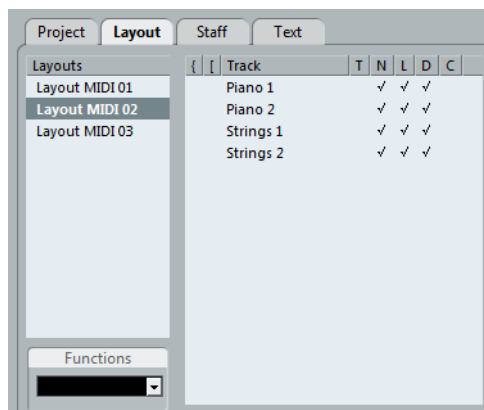 Project Layout Staff Text
Layouts
Layout MIDI 01
Layout MIDI 02
Layout MIDI 03
Functions
{ [ Track T N L D C
Piano 1 √ √ √
Piano 2 √ √ √
Strings 1 √ √ √
Strings 2 √ √ √